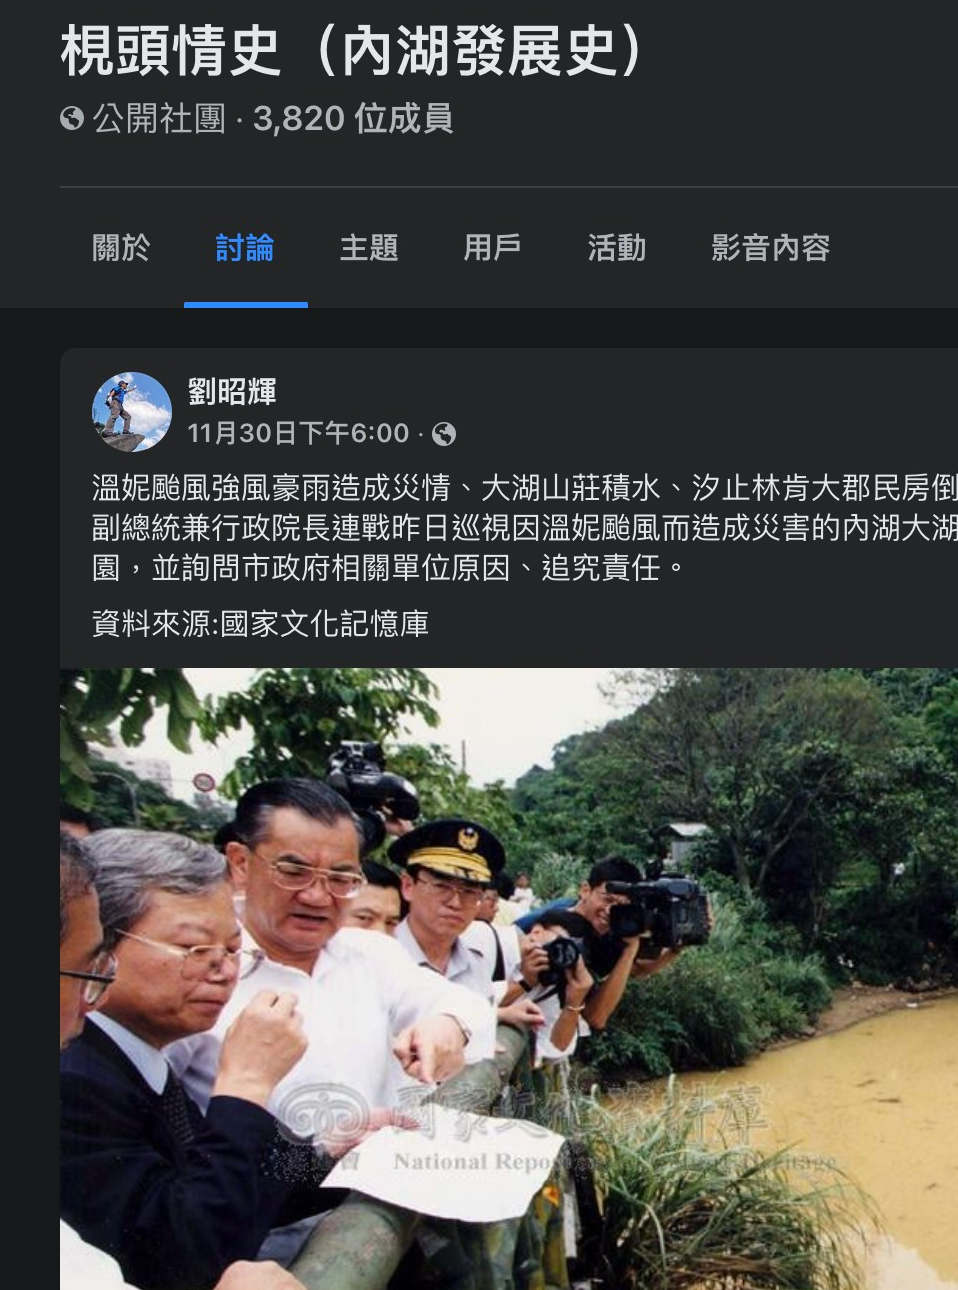 梘頭情史（內湖發展史）
公開社團 · 3,820 位成員
關於 討論 主題 用戶 活動 影音內容
劉昭輝
11月30日下午6:00 ·
溫妮颱風強風豪雨造成災情、大湖山莊積水、汐止林肯大郡民房倒
副總統兼行政院長連戰昨日巡視因溫妮颱風而造成災害的內湖大湖
園，並詢問市政府相關單位原因、追究責任。
資料來源:國家文化記憶庫
國家文化資料庫
National Repos